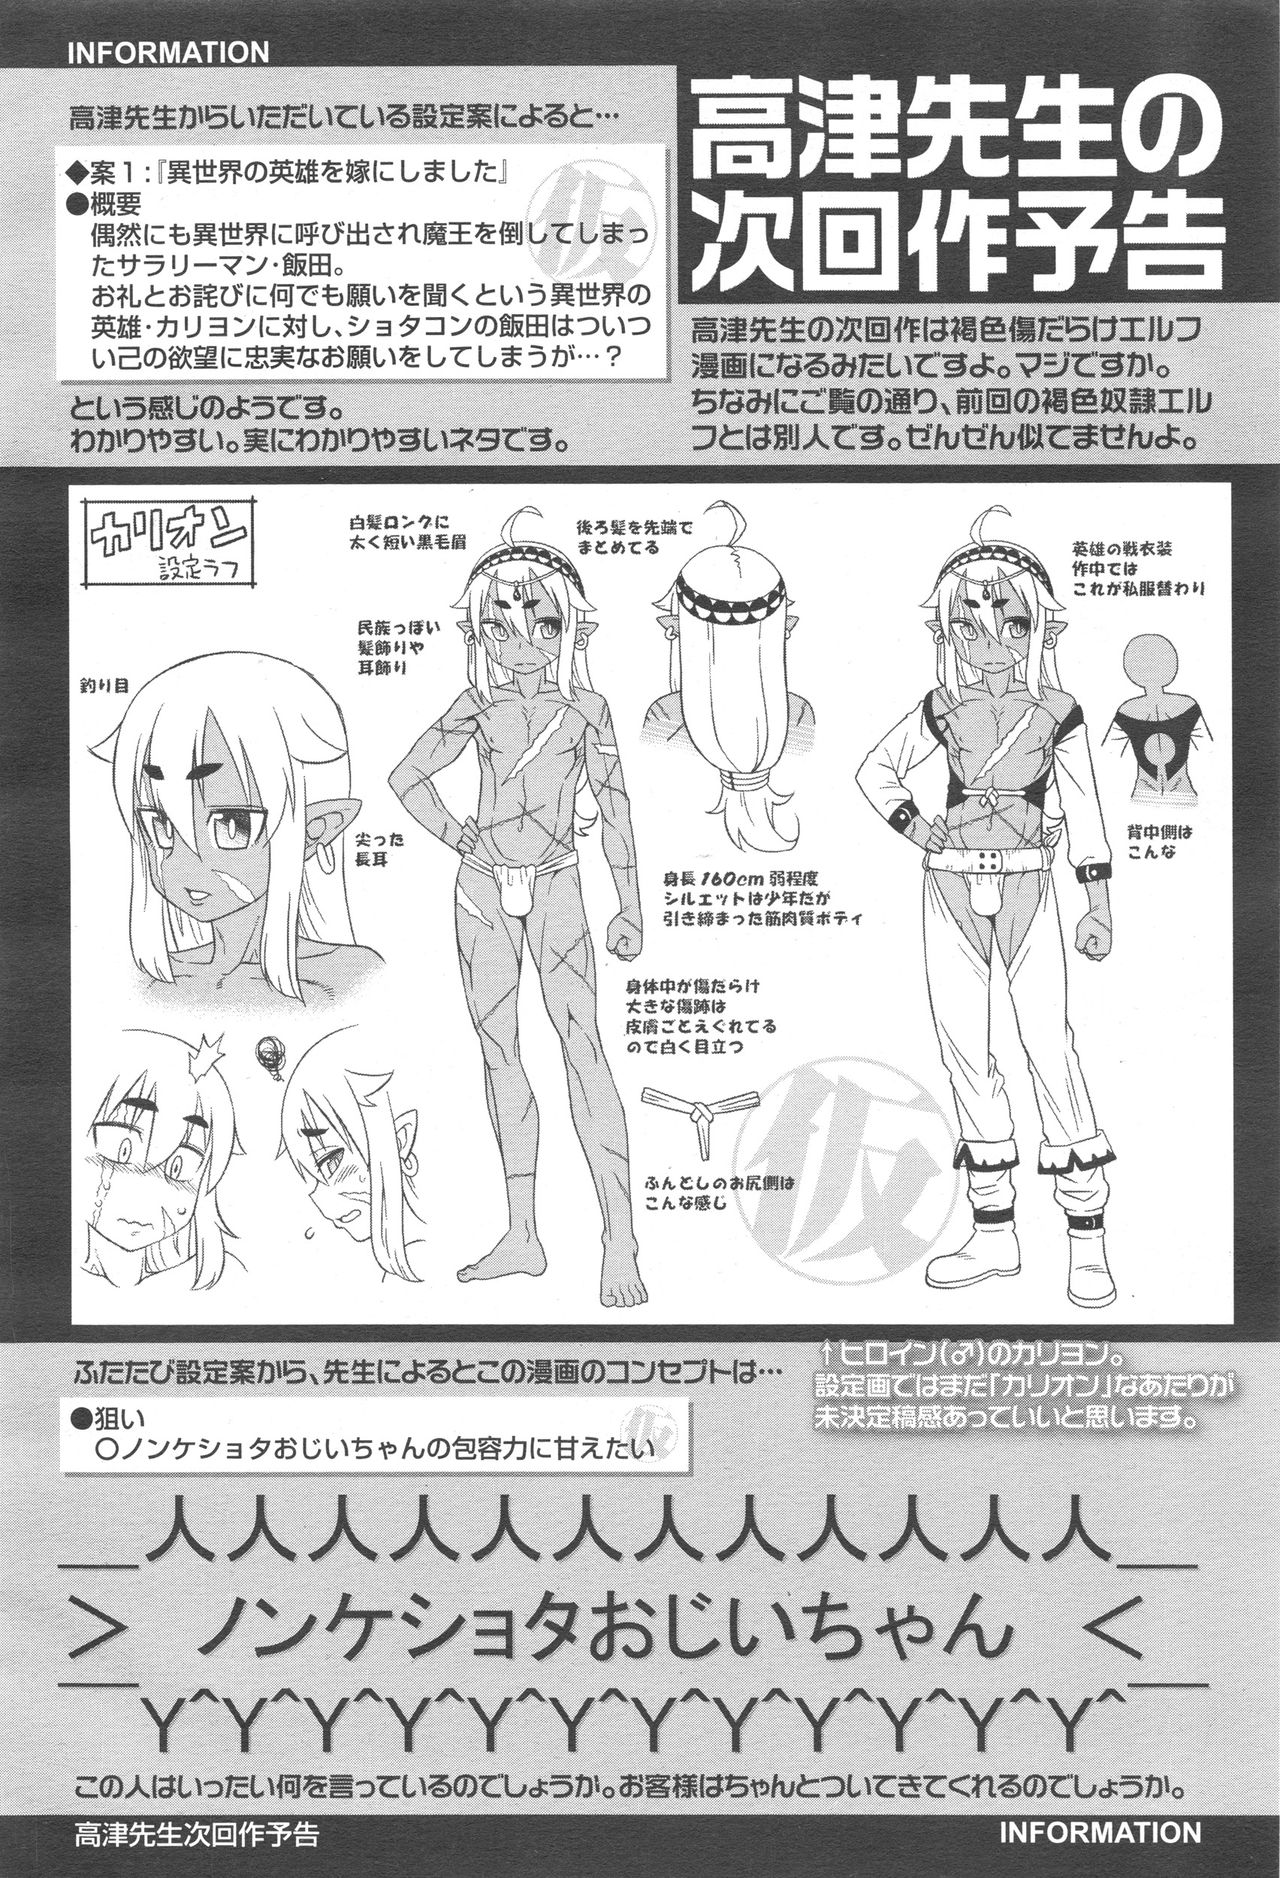 INFORMATION
高津先生の
次回作予告
高津先生の次回作は褐色傷だらけエルフ
漫画になるみたいですよ。マジですか。
ちなみにご覧の通り、前回の褐色奴隷エル
フとは別人です。ぜんぜん似てませんよ。
高津先生からいただいている設定案によると…
◆案1:『異世界の英雄を嫁にしました』
●概要
偶然にも異世界に呼び出され魔王を倒してしまっ
たサラリーマン・飯田。
お礼とお詫びに何でも願いを聞くという異世界の
英雄・カリヨンに対し、ショタコンの飯田はついつ
い己の欲望に忠実なお願いをしてしまうが…?
仮
という感じのようです。
わかりやすい。実にわかりやすいネタです。
カリオン
設定ラフ
白髪ロングに
太く短い黒毛眉
後ろ髪を先端で
まとめてる
英雄の戦衣装
作中では
これが私服替わり
民族っぽい
髪飾りや
耳飾り
釣り目
尖った
長耳
背中側は
こんな
身長160cm弱程度
シルエットは少年だが
引き締まった筋肉質ボディ
身体中が傷だらけ
大きな傷跡は
皮膚ごとえぐれてる
ので白く目立つ
ふんどしのお尻側は
こんな感じ
仮
↑ヒロイン(♂)のカリヨン。
設定画ではまだ「カリオン」なあたりが
未決定稿感あっていいと思います。
ふたたび設定案から、先生によるとこの漫画のコンセプトは…
●狙い
○ノンケショタおじいちゃんの包容力に甘えたい
仮
＿人人人人人人人人人人人人＿
＞ ノンケショタおじいちゃん ＜
￣Y^Y^Y^Y^Y^Y^Y^Y^Y^Y^Y^Y^￣
この人はいったい何を言っているのでしょうか。お客様はちゃんとついてきてくれるのでしょうか。
高津先生次回作予告
INFORMATION